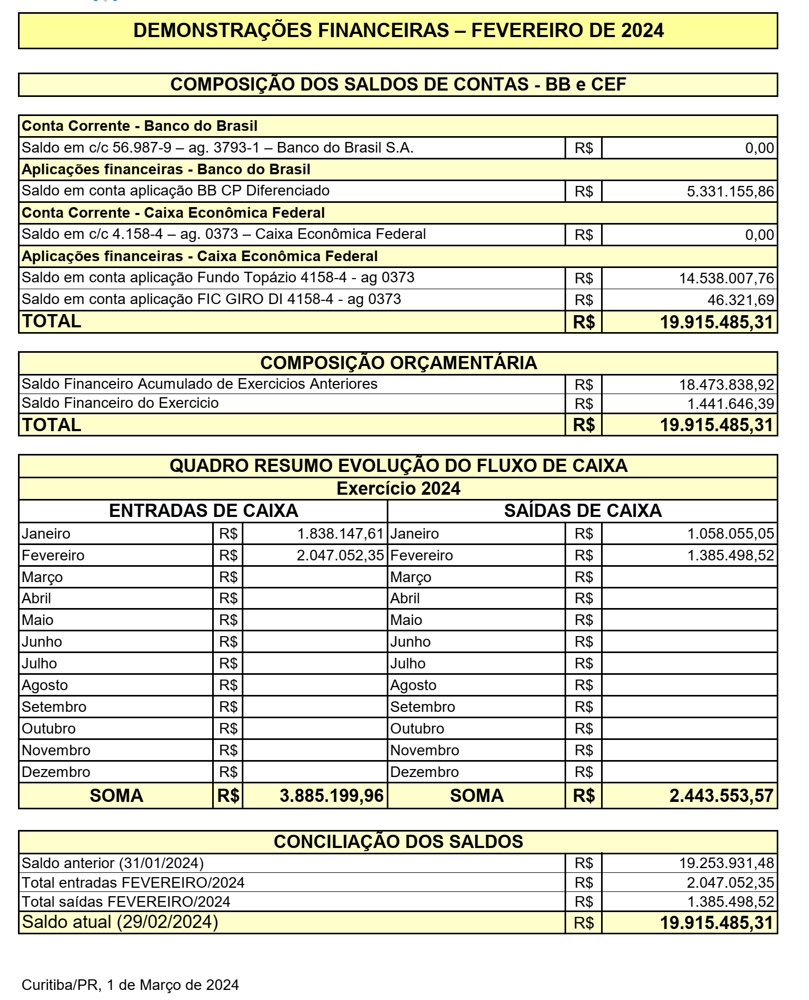 DEMONSTRAÇÕES FINANCEIRAS – FEVEREIRO DE 2024
COMPOSIÇÃO DOS SALDOS DE CONTAS - BB e CEF
Conta Corrente - Banco do Brasil
Saldo em c/c 56.987-9 – ag. 3793-1 – Banco do Brasil S.A. R$ 0,00
Aplicações financeiras - Banco do Brasil
Saldo em conta aplicação BB CP Diferenciado R$ 5.331.155,86
Conta Corrente - Caixa Econômica Federal
Saldo em c/c 4.158-4 – ag. 0373 – Caixa Econômica Federal R$ 0,00
Aplicações financeiras - Caixa Econômica Federal
Saldo em conta aplicação Fundo Topázio 4158-4 - ag 0373 R$ 14.538.007,76
Saldo em conta aplicação FIC GIRO DI 4158-4 - ag 0373 R$ 46.321,69
TOTAL R$ 19.915.485,31
COMPOSIÇÃO ORÇAMENTÁRIA
Saldo Financeiro Acumulado de Exercicios Anteriores R$ 18.473.838,92
Saldo Financeiro do Exercicio R$ 1.441.646,39
TOTAL R$ 19.915.485,31
QUADRO RESUMO EVOLUÇÃO DO FLUXO DE CAIXA
Exercício 2024
ENTRADAS DE CAIXA SAÍDAS DE CAIXA
Janeiro R$ 1.838.147,61 Janeiro R$ 1.058.055,05
Fevereiro R$ 2.047.052,35 Fevereiro R$ 1.385.498,52
Março R$ Março R$
Abril R$ Abril R$
Maio R$ Maio R$
Junho R$ Junho R$
Julho R$ Julho R$
Agosto R$ Agosto R$
Setembro R$ Setembro R$
Outubro R$ Outubro R$
Novembro R$ Novembro R$
Dezembro R$ Dezembro R$
SOMA R$ 3.885.199,96 SOMA R$ 2.443.553,57
CONCILIAÇÃO DOS SALDOS
Saldo anterior (31/01/2024) R$ 19.253.931,48
Total entradas FEVEREIRO/2024 R$ 2.047.052,35
Total saídas FEVEREIRO/2024 R$ 1.385.498,52
Saldo atual (29/02/2024) R$ 19.915.485,31
Curitiba/PR, 1 de Março de 2024